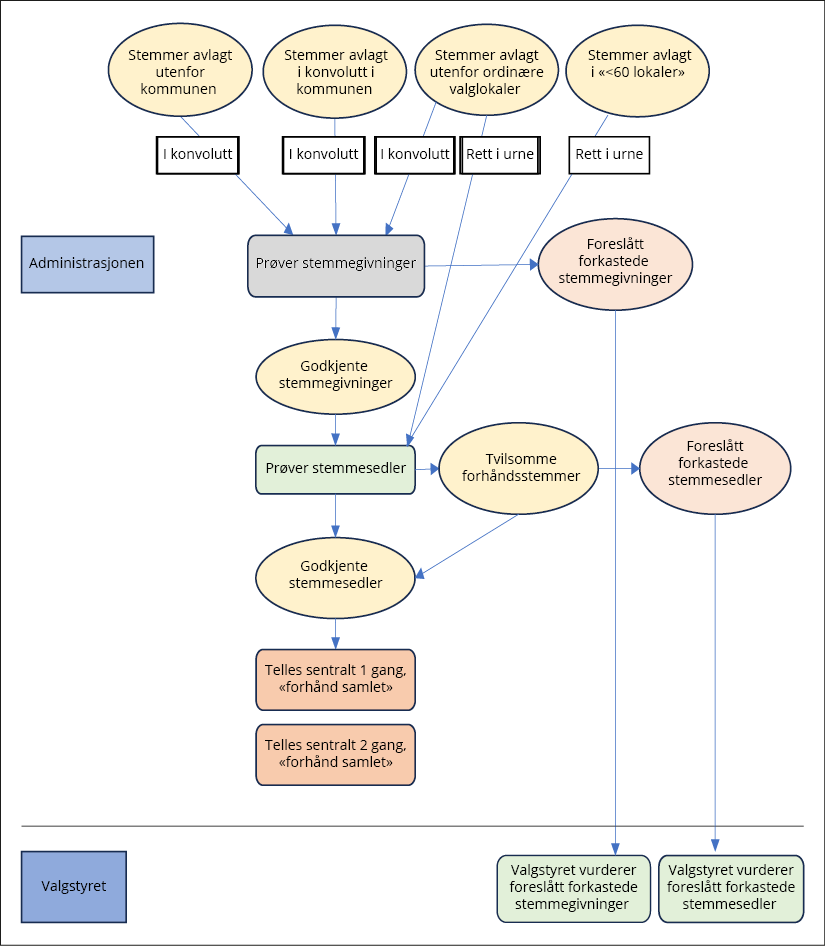 Stemmer avlagt
utenfor
kommunen
Stemmer avlagt
i konvolutt i
kommunen
Stemmer avlagt
utenfor ordinære
valglokaler
Stemmer avlagt
i «<60 lokaler»
I konvolutt
I konvolutt
I konvolutt
Rett i urne
Rett i urne
Administrasjonen
Prøver stemmegivninger
Foreslått
forkastede
stemmegivninger
Godkjente
stemmegivninger
Prøver stemmesedler
Tvilsomme
forhåndsstemmer
Foreslått
forkastede
stemmesedler
Godkjente
stemmesedler
Telles sentralt 1 gang,
«forhånd samlet»
Telles sentralt 2 gang,
«forhånd samlet»
Valgstyret
Valgstyret vurderer
foreslått forkastede
stemmegivninger
Valgstyret vurderer
foreslått forkastede
stemmesedler